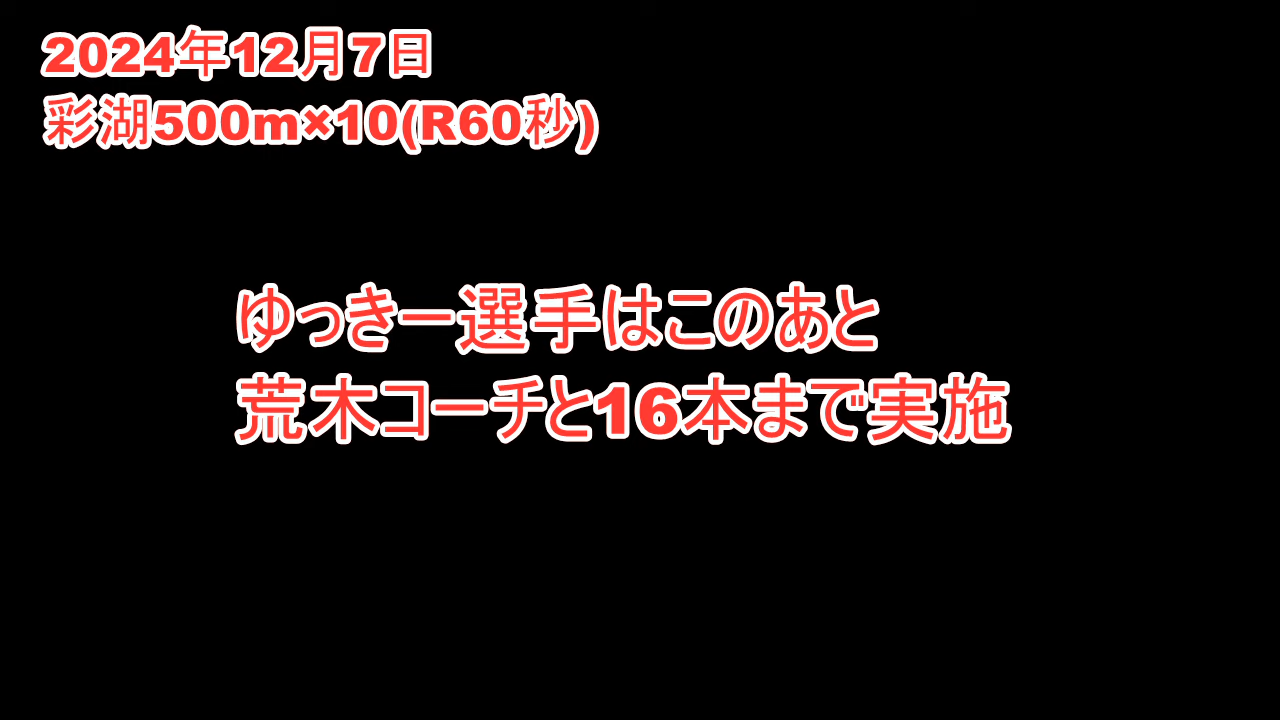 2024年12月7日
彩湖500m×10(R60秒)
ゆっきー選手はこのあと
荒木コーチと16本まで実施